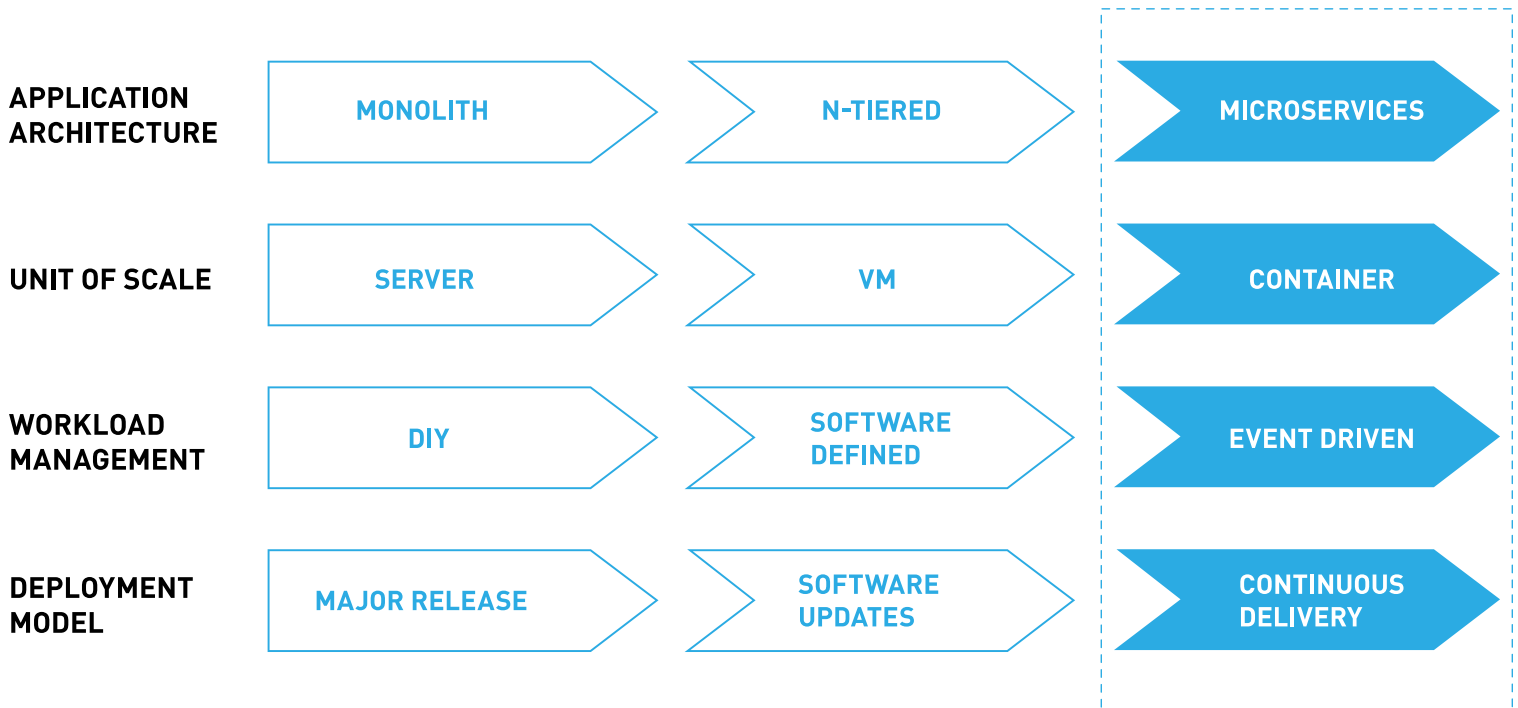 APPLICATION
ARCHITECTURE
MONOLITH
N-TIERED
MICROSERVICES
UNIT OF SCALE
SERVER
VM
CONTAINER
WORKLOAD
MANAGEMENT
DIY
SOFTWARE
DEFINED
EVENT DRIVEN
DEPLOYMENT
MODEL
MAJOR RELEASE
SOFTWARE
UPDATES
CONTINUOUS
DELIVERY